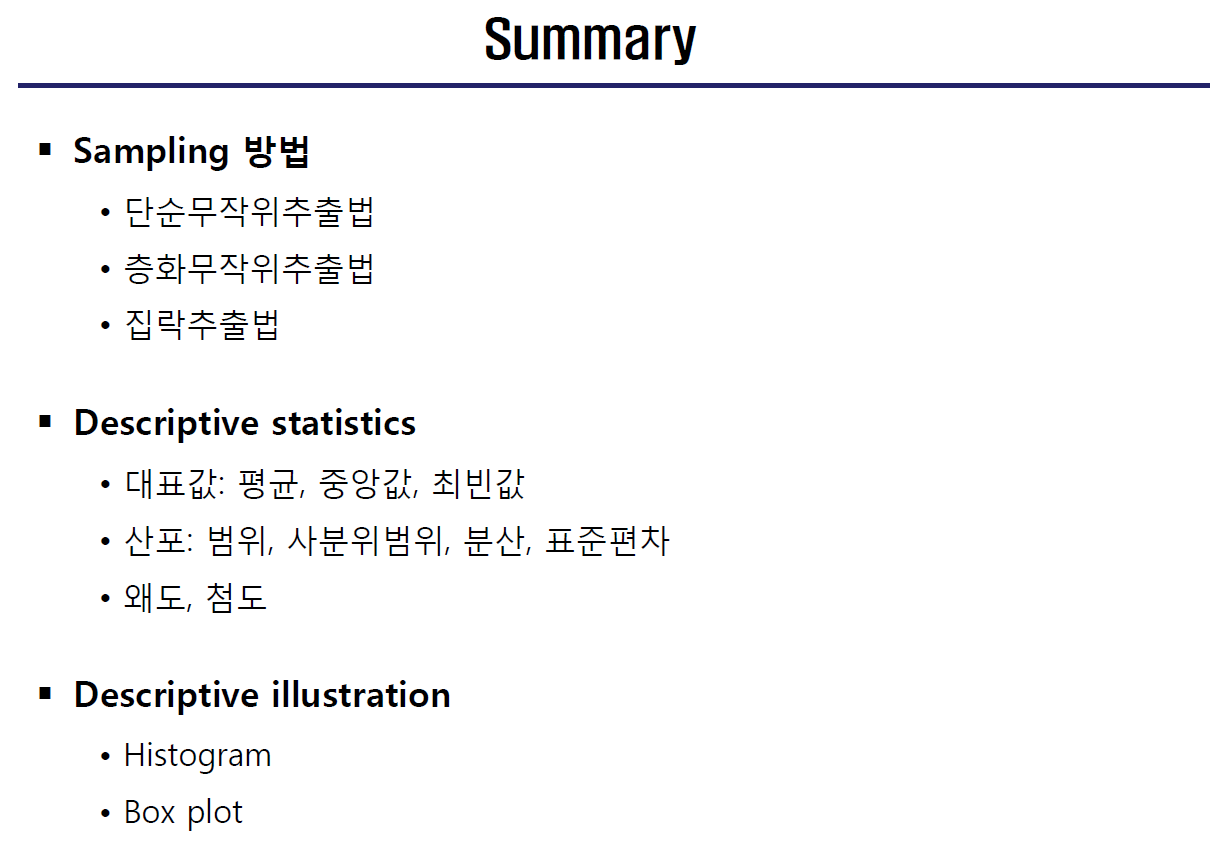 Summary
▪ Sampling 방법
• 단순무작위추출법
• 층화무작위추출법
• 집락추출법
▪ Descriptive statistics
• 대표값: 평균, 중앙값, 최빈값
• 산포: 범위, 사분위범위, 분산, 표준편차
• 왜도, 첨도
▪ Descriptive illustration
• Histogram
• Box plot